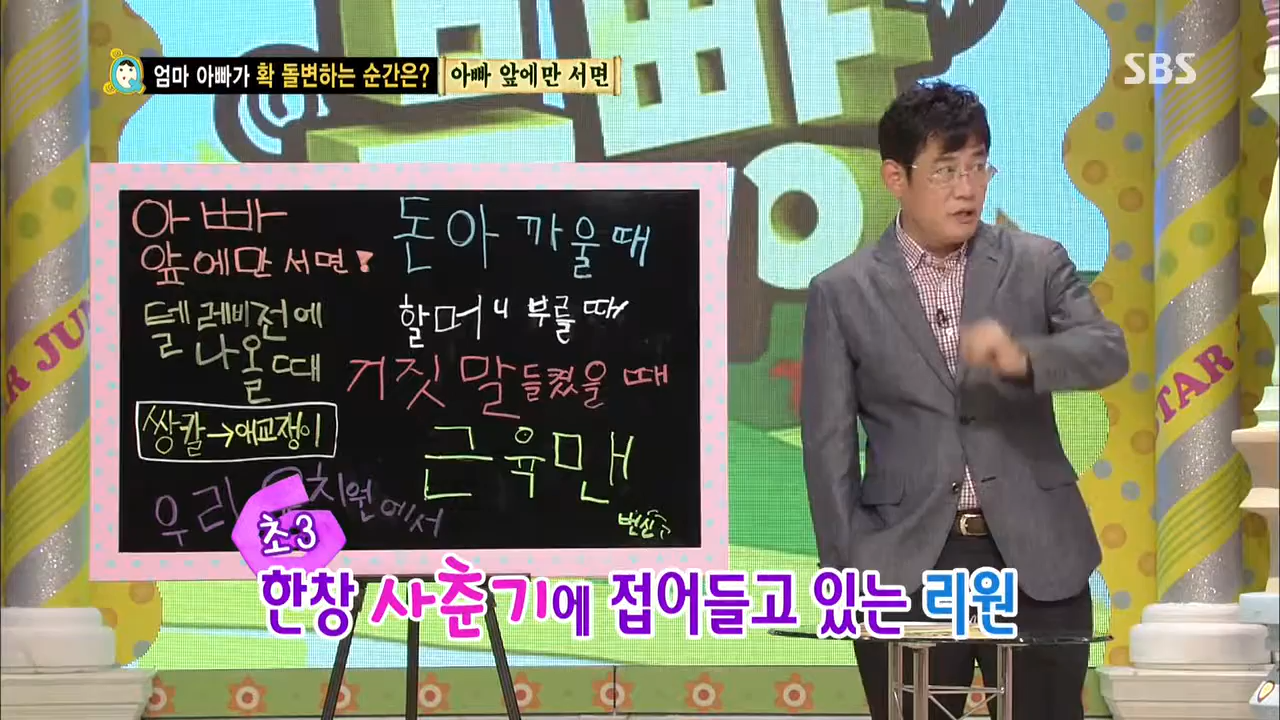 엄마 아빠가 확 돌변하는 순간은? 아빠 앞에만 서면
SBS
아빠
앞에만 서면!
텔레비전에
나올때
쌍칼→애교쟁이
우리 유치원에서
돈아 까울때
할머니 부를 때
거짓말들켰을때
근육맨
변신
초3
한창 사춘기에 접어들고 있는 리원
STAR